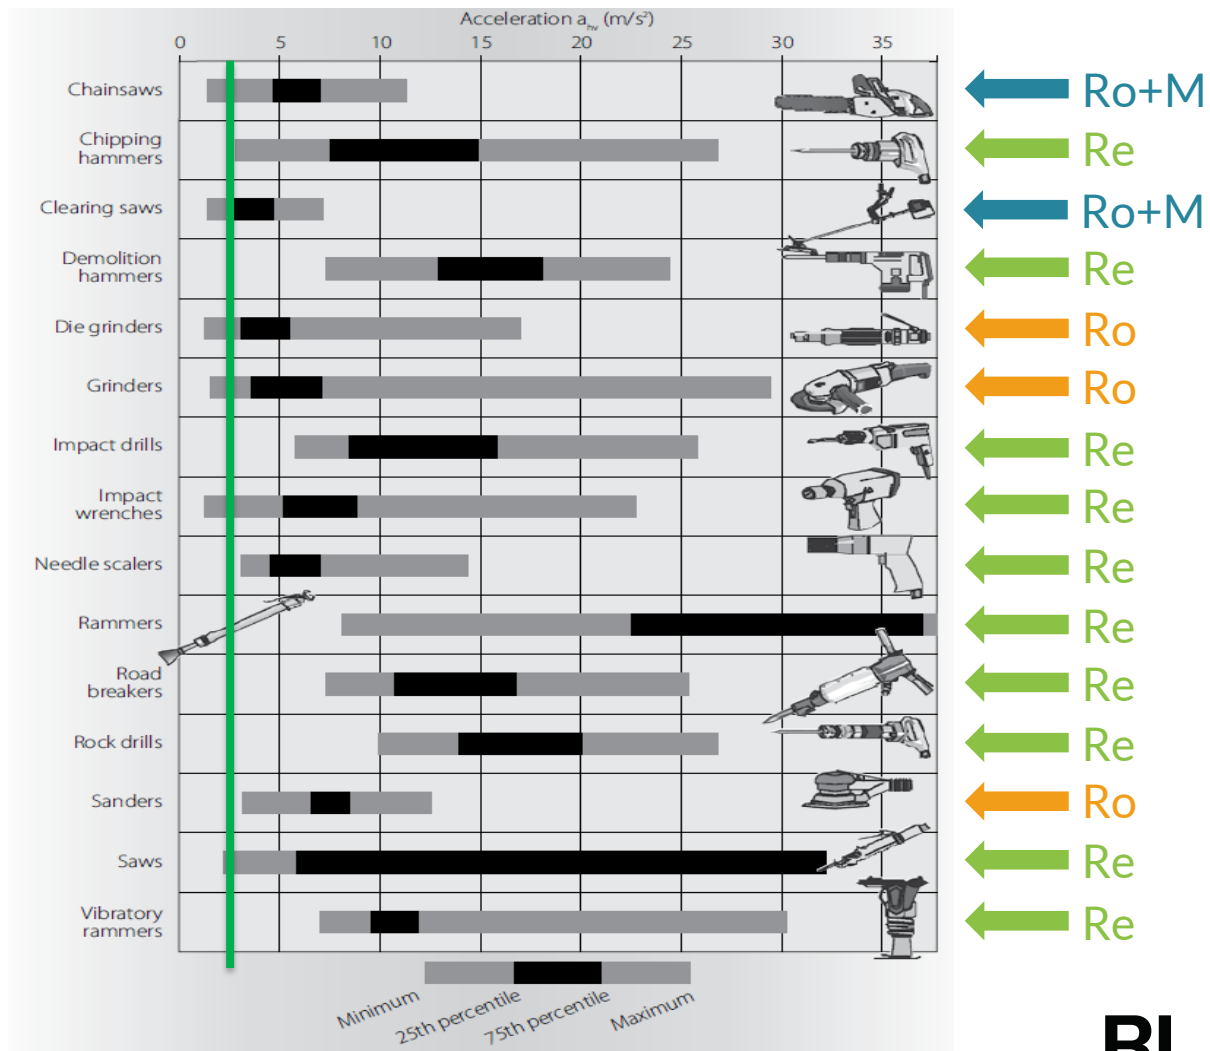 Acceleration a_hv (m/s²)
0 5 10 15 20 25 30 35
Chainsaws Ro+M
Chipping
hammers Re
Clearing saws Ro+M
Demolition
hammers Re
Die grinders Ro
Grinders Ro
Impact drills Re
Impact
wrenches Re
Needle scalers Re
Rammers Re
Road
breakers Re
Rock drills Re
Sanders Ro
Saws Re
Vibratory
rammers Re
Minimum
25th percentile
75th percentile
Maximum